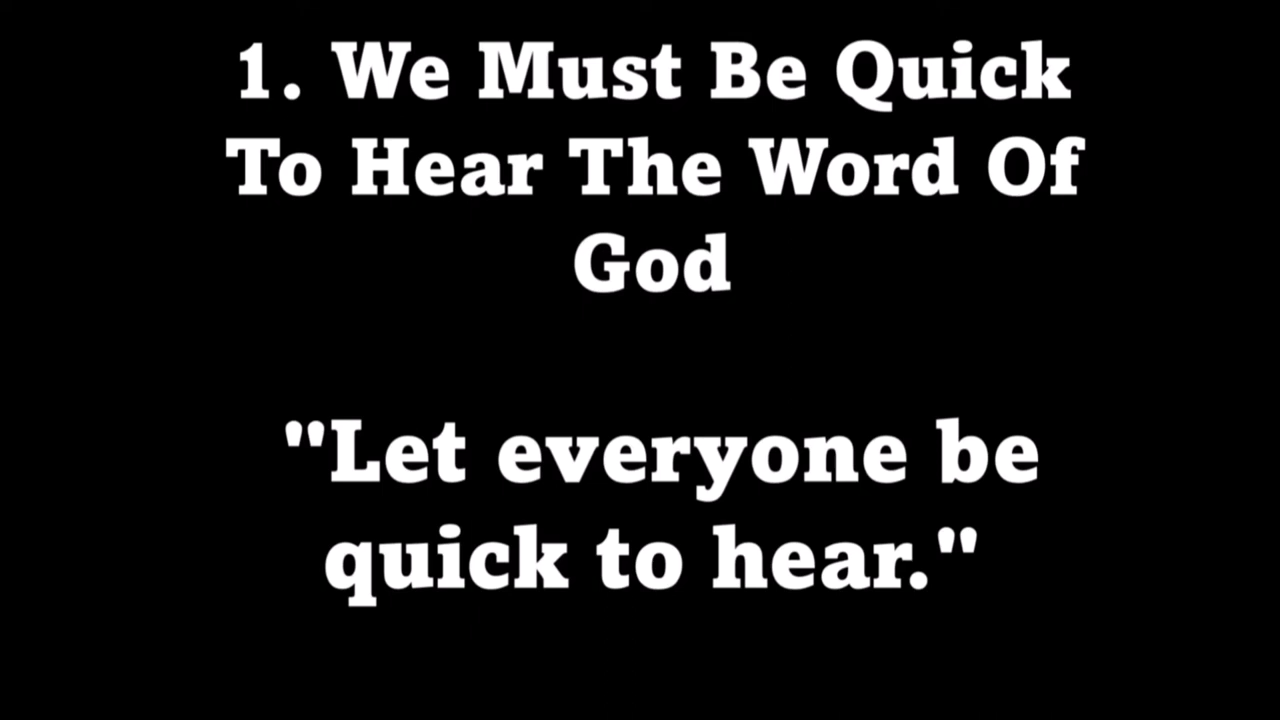 1. We Must Be Quick
To Hear The Word Of
God
"Let everyone be
quick to hear."